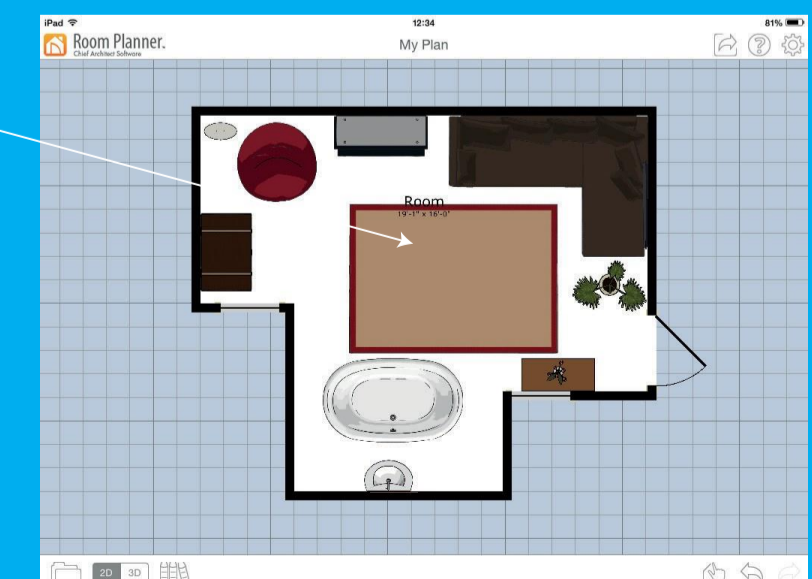 iPad 12:34 81%
Room Planner.
Chief Architect Software
My Plan
Room
19'-1" x 16'-0"
2D 3D